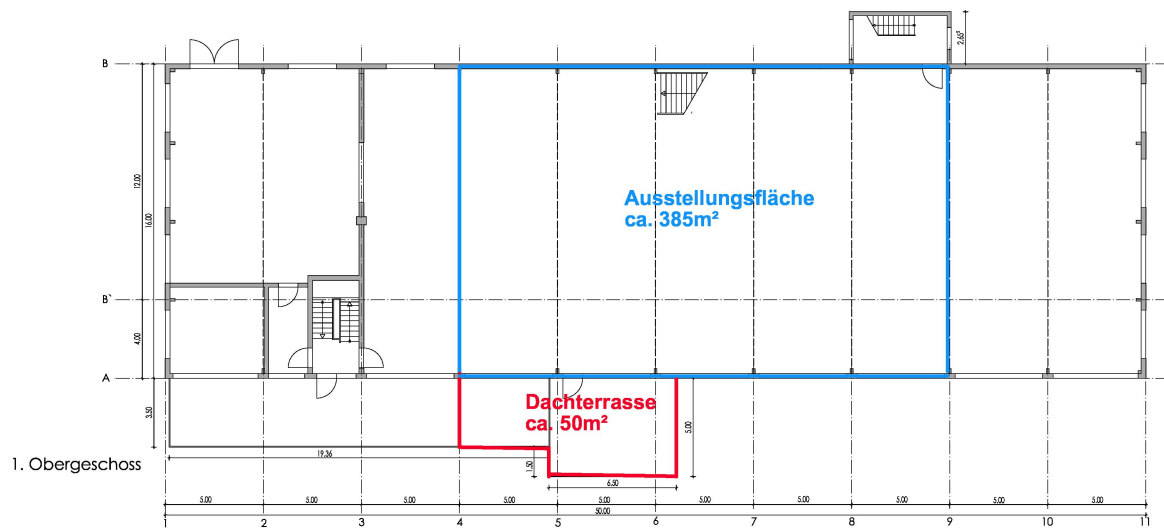 2.65⁵
B
12.00
16.00
Ausstellungsfläche
ca. 385m²
B`
4.00
A
3.50
Dachterrasse
ca. 50m²
5.00
1. Obergeschoss
19.36
1.50
6.50
5.00 5.00 5.00 5.00 5.00 5.00 5.00 5.00 5.00 5.00
50.00
1 2 3 4 5 6 7 8 9 10 11